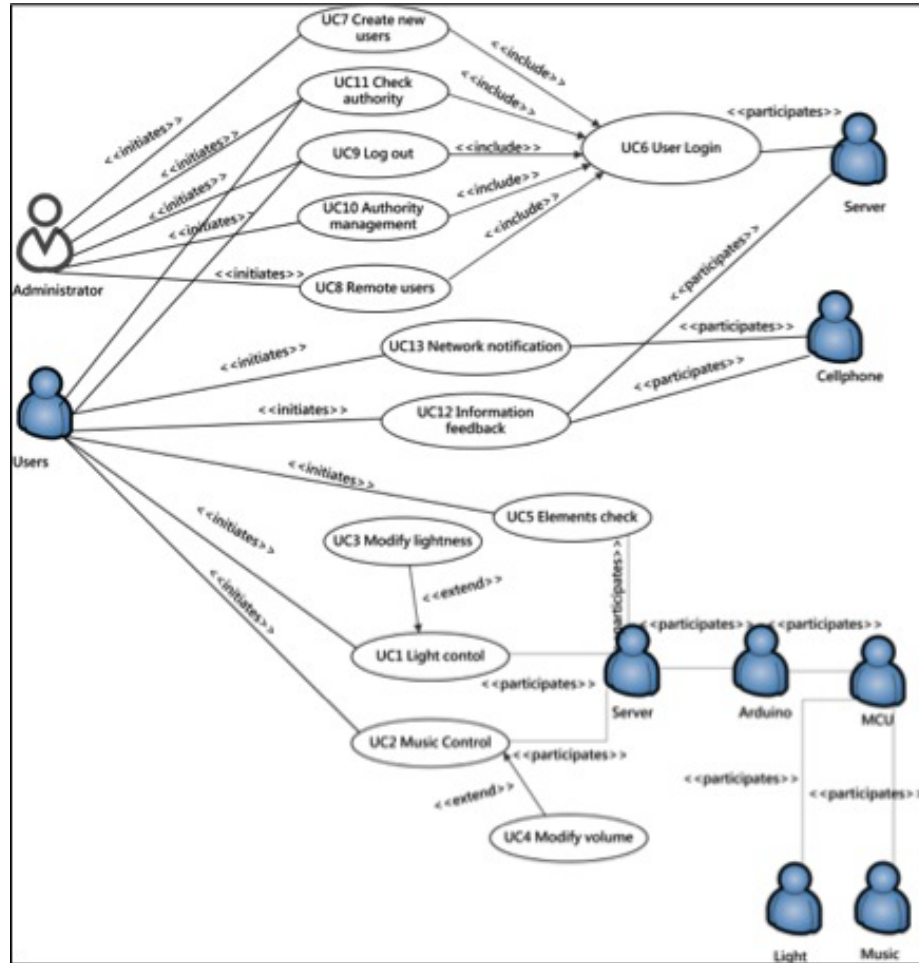 UC7 Create new
users
<<include>>
<<initiates>>
UC11 Check
authority
<<include>>
<<participates>>
<<initiates>>
UC9 Log out
<<include>>
UC6 User Login
<<initiates>>
UC10 Authority
management
<<include>>
Server
<<initiates>>
<<include>>
Administrator
<<initiates>>
UC8 Remote users
<<participates>>
UC13 Network notification
<<participates>>
<<initiates>>
Cellphone
<<participates>>
<<initiates>>
UC12 Information
feedback
Users
<<initiates>>
UC5 Elements check
<<initiates>>
UC3 Modify lightness
<<extend>>
<<participates>>
<<initiates>>
<<participates>>
<<participates>>
UC1 Light contol
<<participates>>
Server
Arduino
MCU
UC2 Music Control
<<participates>>
<<participates>>
<<extend>>
<<participates>>
UC4 Modify volume
Light
Music